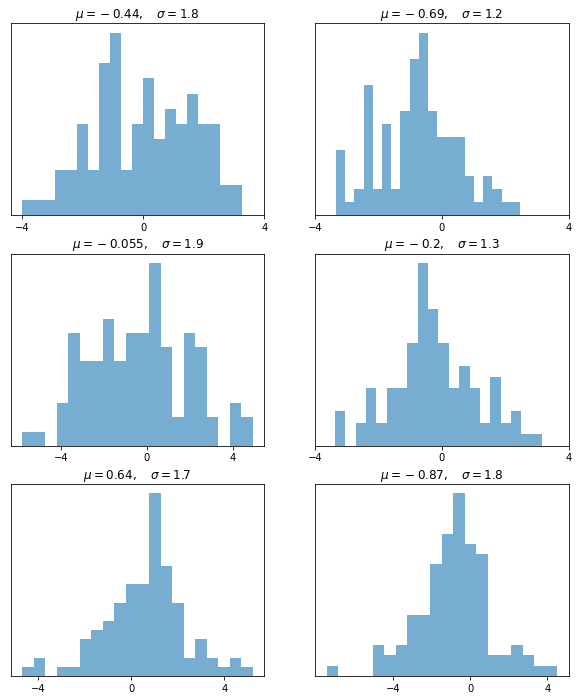 μ = −0.44, σ = 1.8
μ = −0.69, σ = 1.2
−4 0 4
−4 0 4
μ = −0.055, σ = 1.9
μ = −0.2, σ = 1.3
−4 0 4
−4 0 4
μ = 0.64, σ = 1.7
μ = −0.87, σ = 1.8
−4 0 4
−4 0 4